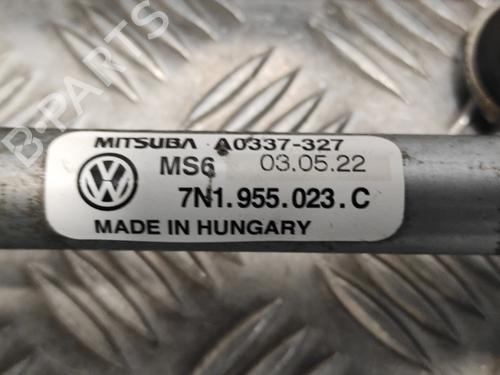 MITSUBA A0337-327
MS6 03.05.22
7N1.955.023.C
MADE IN HUNGARY
B-PARTS